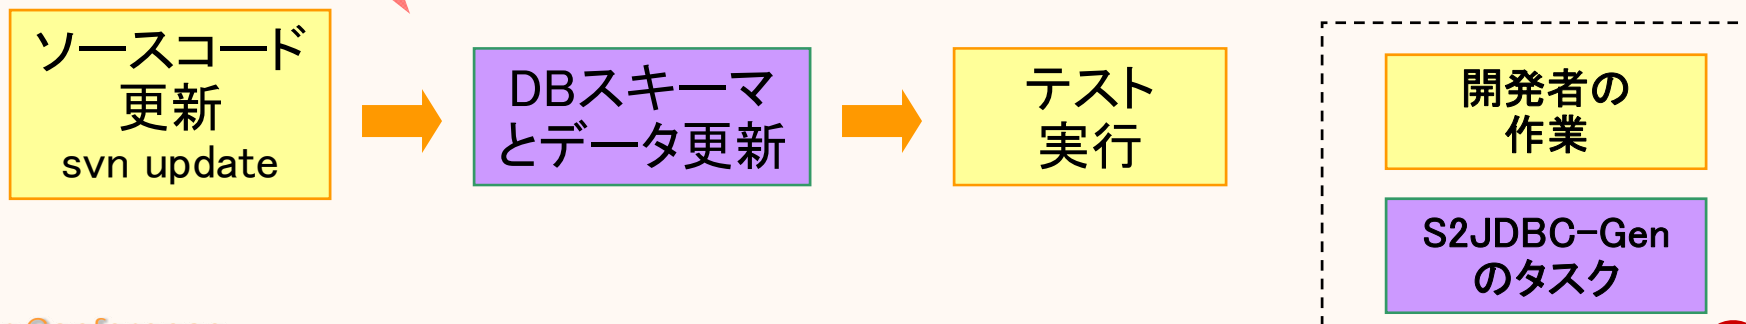 ソースコード
更新
svn update
DBスキーマ
とデータ更新
テスト
実行
開発者の
作業
S2JDBC-Gen
のタスク